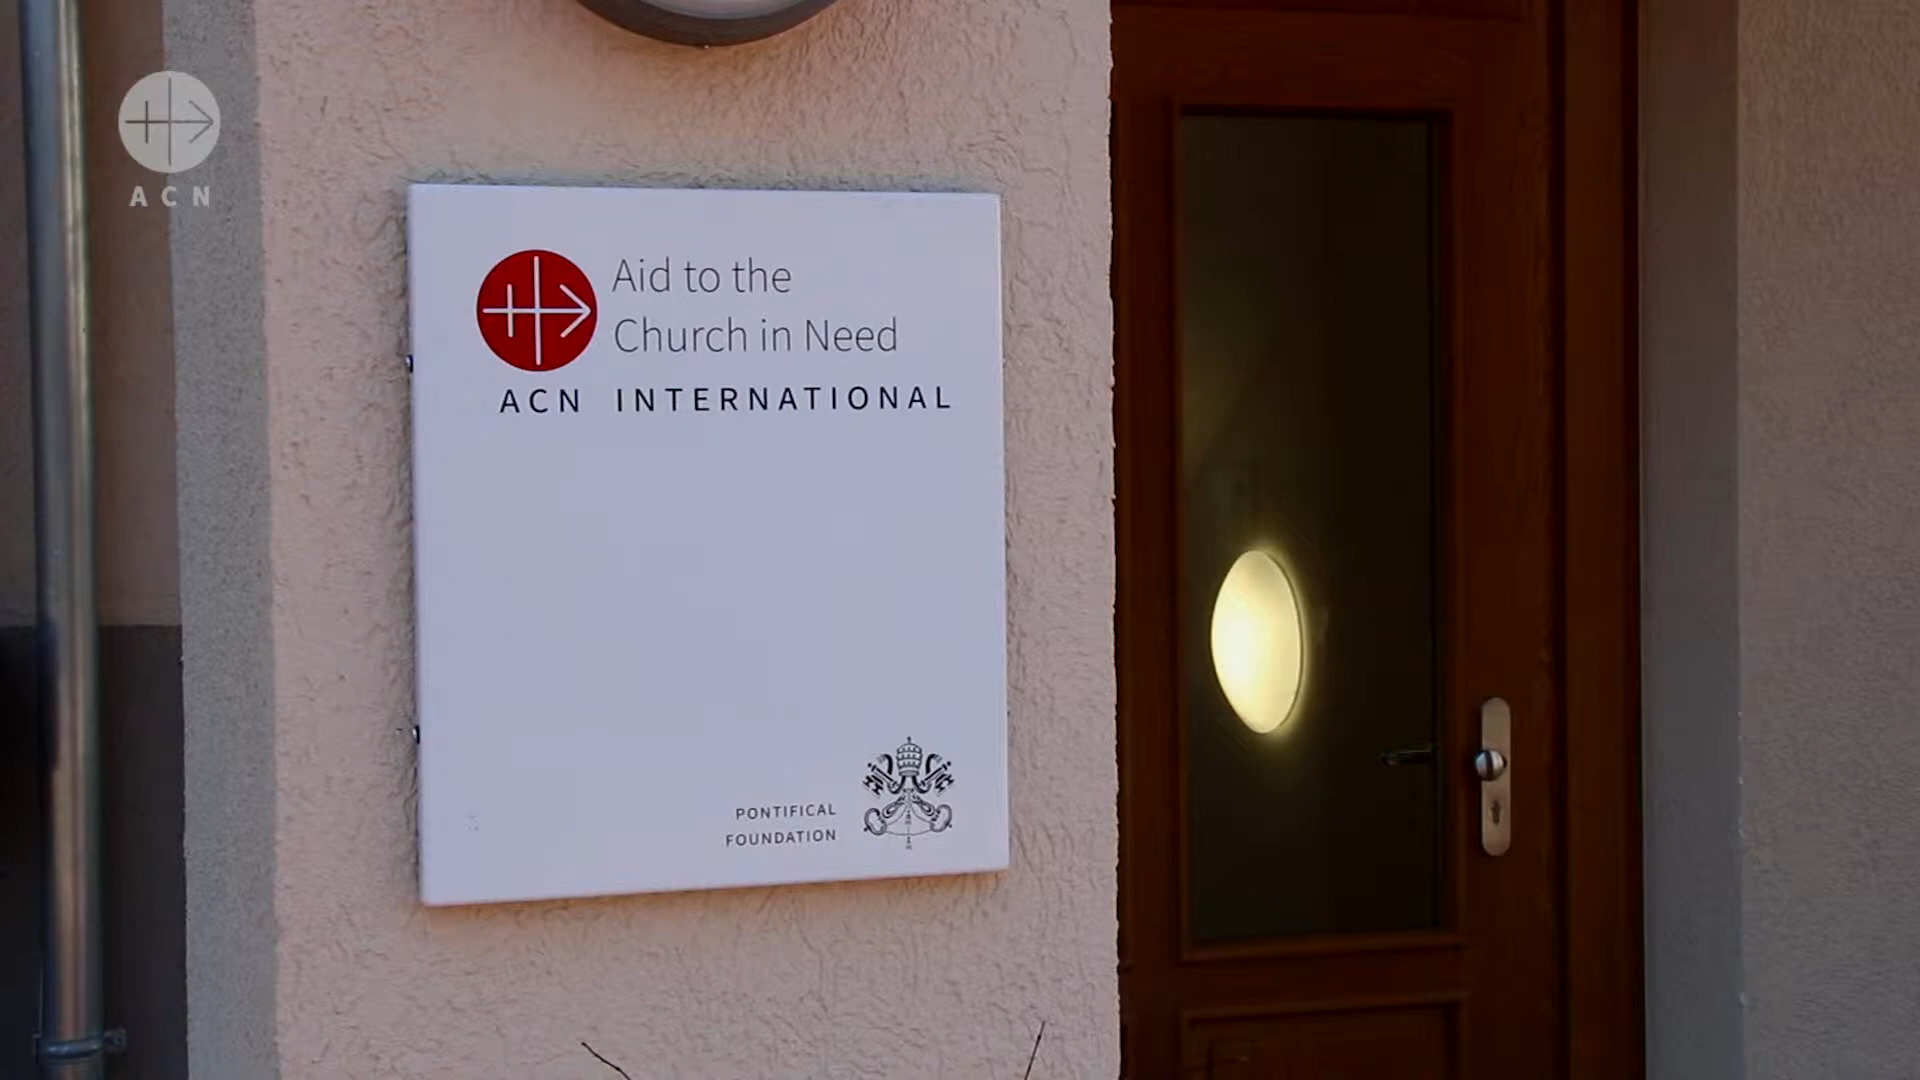 ACN
Aid to the
Church in Need
ACN INTERNATIONAL
PONTIFICAL
FOUNDATION